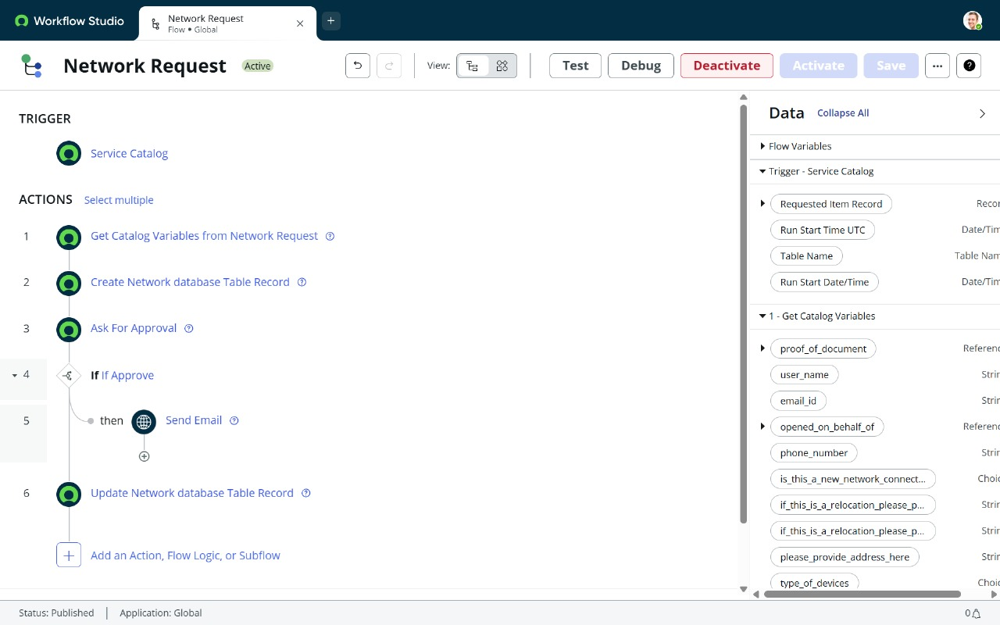 Workflow Studio
Network Request
Flow • Global
Network Request
Active
View:
Test
Debug
Deactivate
Activate
Save
TRIGGER
Service Catalog
ACTIONS
Select multiple
1
Get Catalog Variables from Network Request
2
Create Network database Table Record
3
Ask For Approval
4
If If Approve
5
then
Send Email
6
Update Network database Table Record
Add an Action, Flow Logic, or Subflow
Data
Collapse All
Flow Variables
Trigger - Service Catalog
Requested Item Record
Recor
Run Start Time UTC
Date/Tim
Table Name
Table Nam
Run Start Date/Time
Date/Tim
1 - Get Catalog Variables
proof_of_document
Referenc
user_name
Strin
email_id
Strin
opened_on_behalf_of
Referenc
phone_number
Strin
is_this_a_new_network_connect...
Choic
if_this_is_a_relocation_please_p...
Strin
if_this_is_a_relocation_please_p...
Strin
please_provide_address_here
Strin
type_of_devices
Choic
Status: Published
Application: Global
0